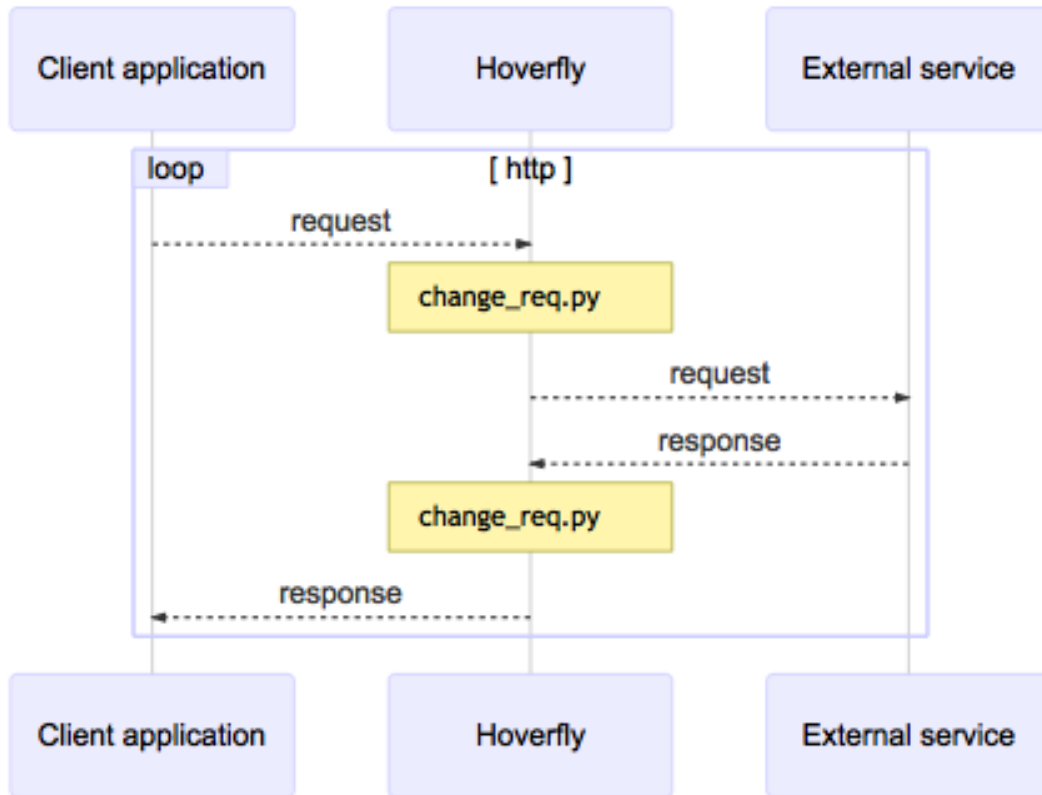 Client application
Hoverfly
External service
loop
[ http ]
request
change_req.py
request
response
change_req.py
response
Client application
Hoverfly
External service